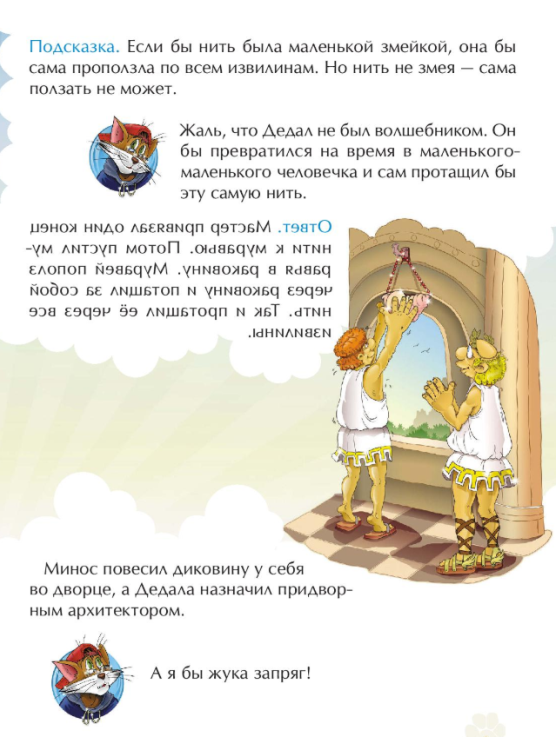 Подсказка. Если бы нить была маленькой змейкой, она бы
сама проползла по всем извилинам. Но нить не змея — сама
ползать не может.
Жаль, что Дедал не был волшебником. Он
бы превратился на время в маленького-
маленького человечка и сам протащил бы
эту самую нить.
Ответ. Мастер привязал один конец
нити к муравью. Потом пустил му-
равья в раковину. Муравей пополз
через раковину и потащил за собой
нить. Так и протащил её через все
извилины.
Минос повесил диковину у себя
во дворце, а Дедала назначил придвор-
ным архитектором.
А я бы жука запряг!